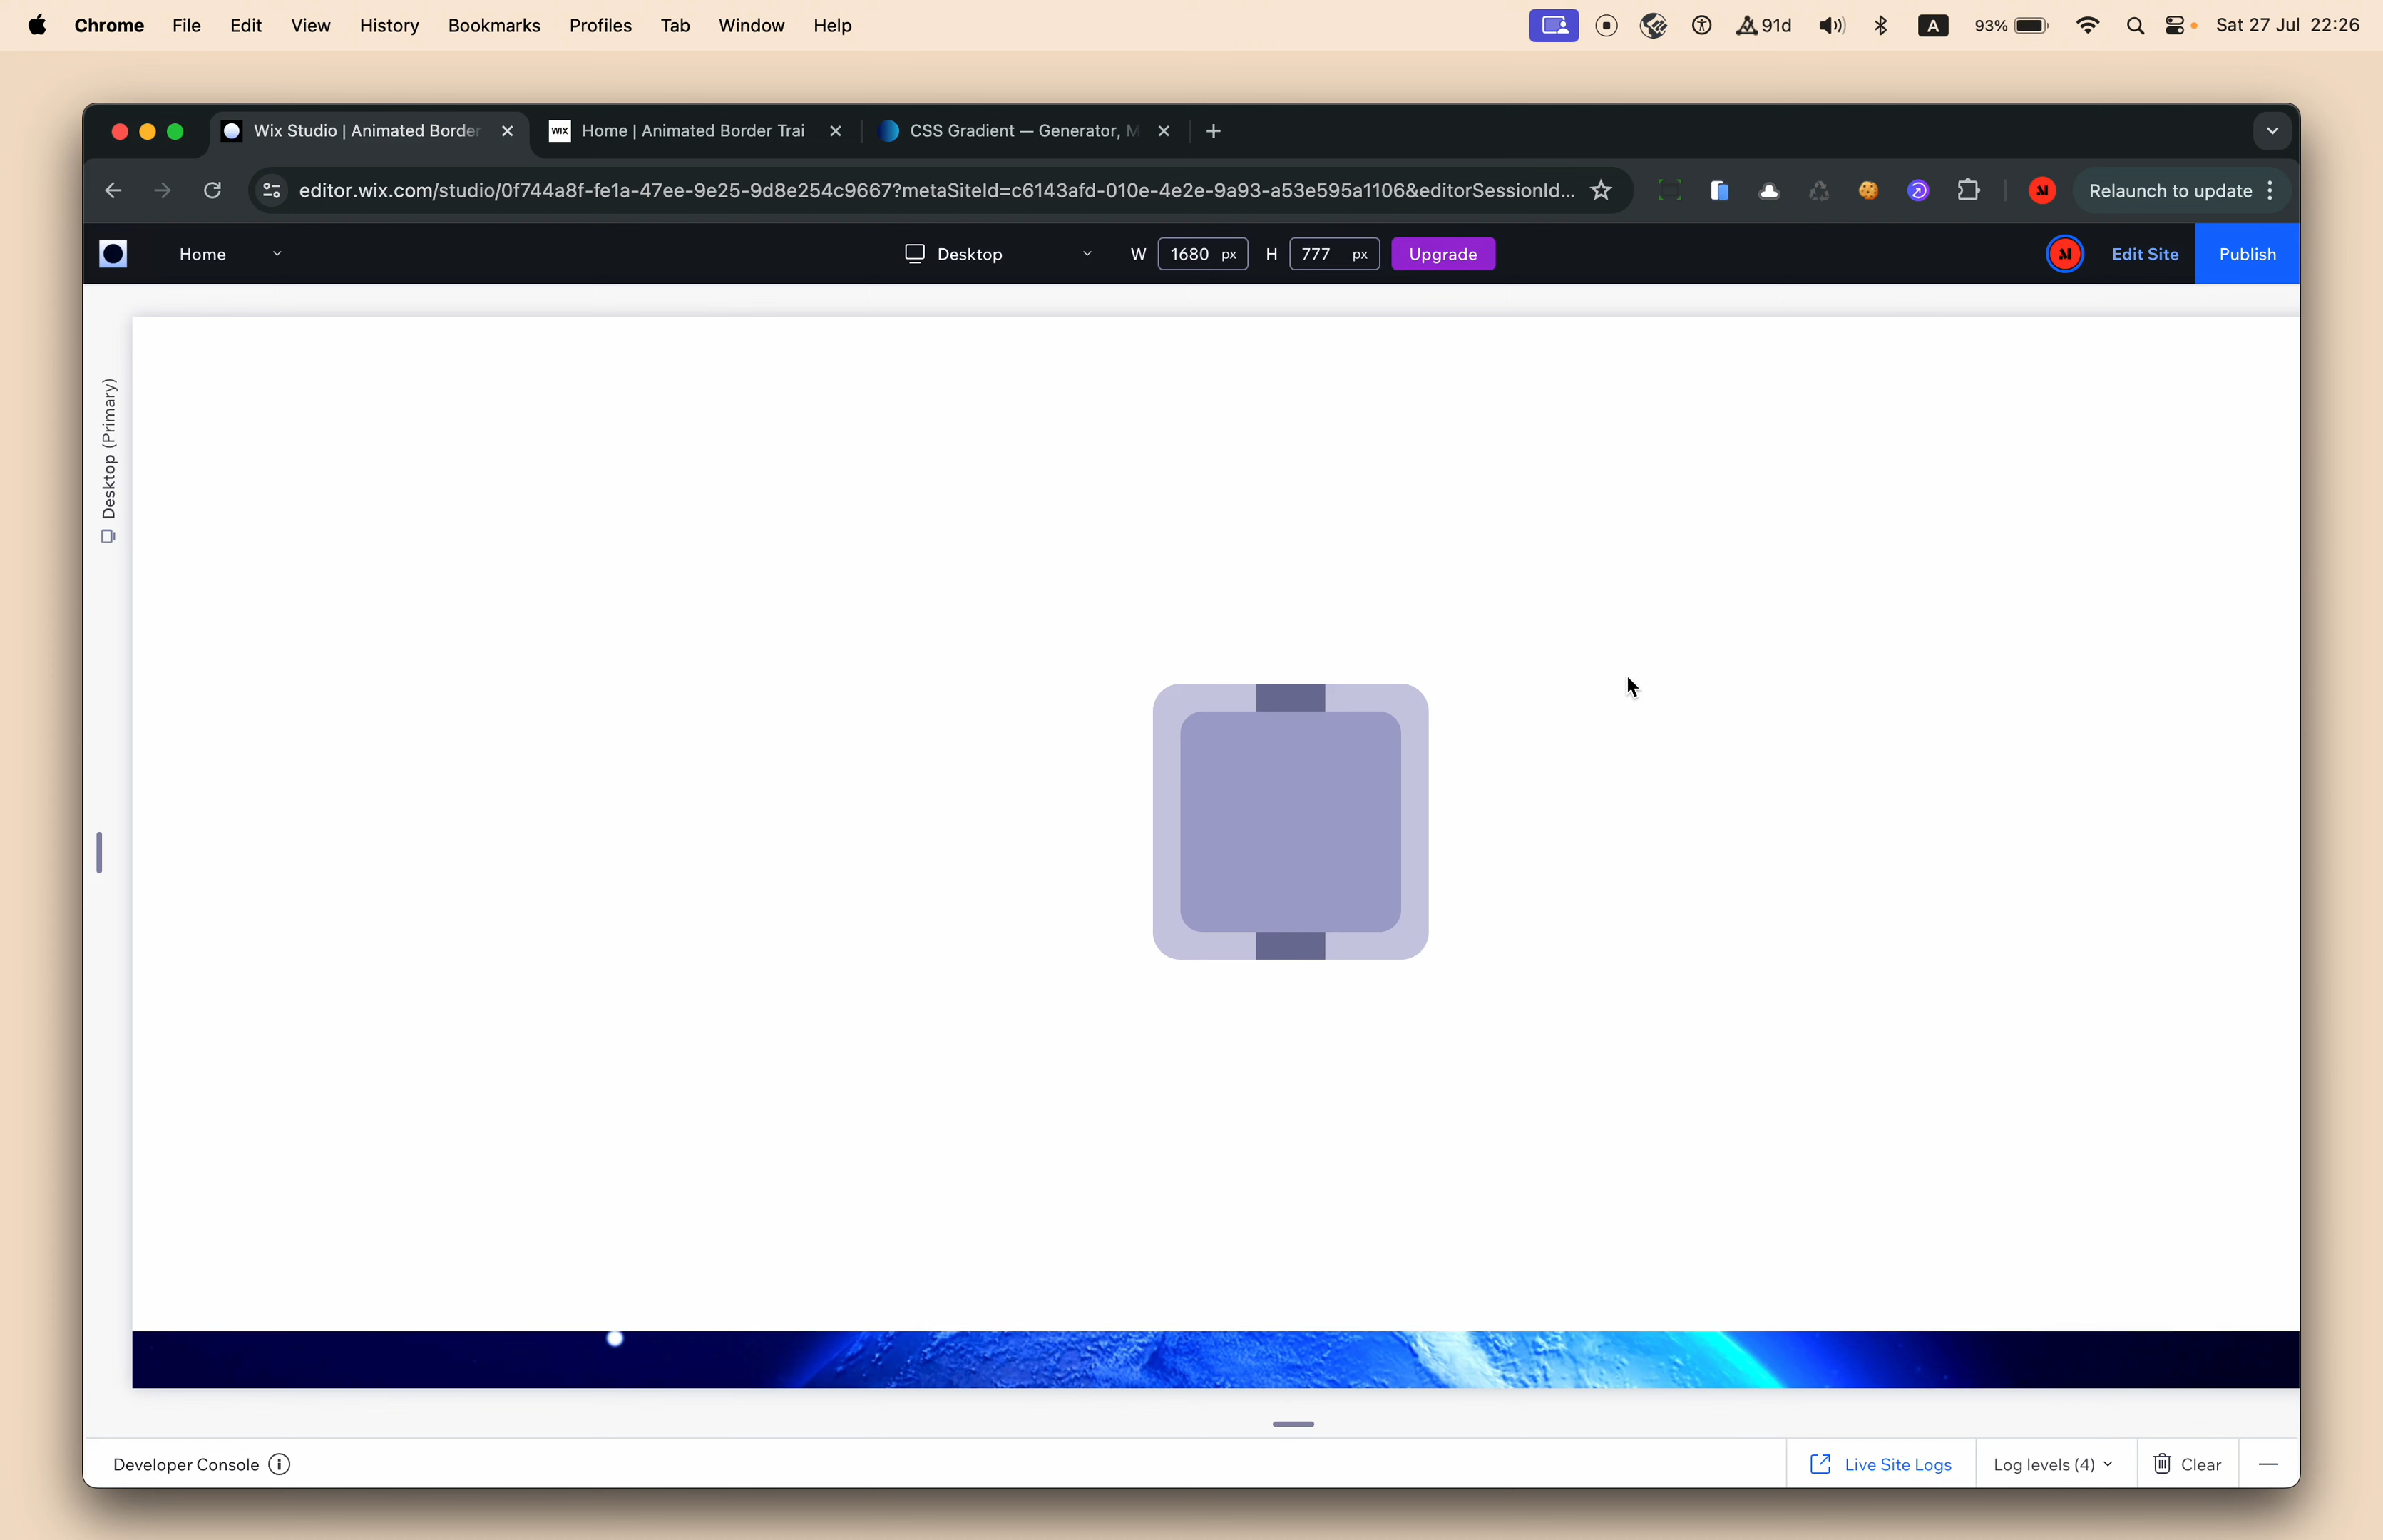 Chrome File Edit View History Bookmarks Profiles Tab Window Help 91d A 93% Sat 27 Jul 22:26
Wix Studio | Animated Border
WIX Home | Animated Border Trai
CSS Gradient — Generator, M
editor.wix.com/studio/0f744a8f-fe1a-47ee-9e25-9d8e254c9667?metaSiteId=c6143afd-010e-4e2e-9a93-a53e595a1106&editorSessionId...
Relaunch to update
Home
Desktop
W 1680 px H 777 px
Upgrade
Edit Site
Publish
Desktop (Primary)
Developer Console
Live Site Logs
Log levels (4)
Clear